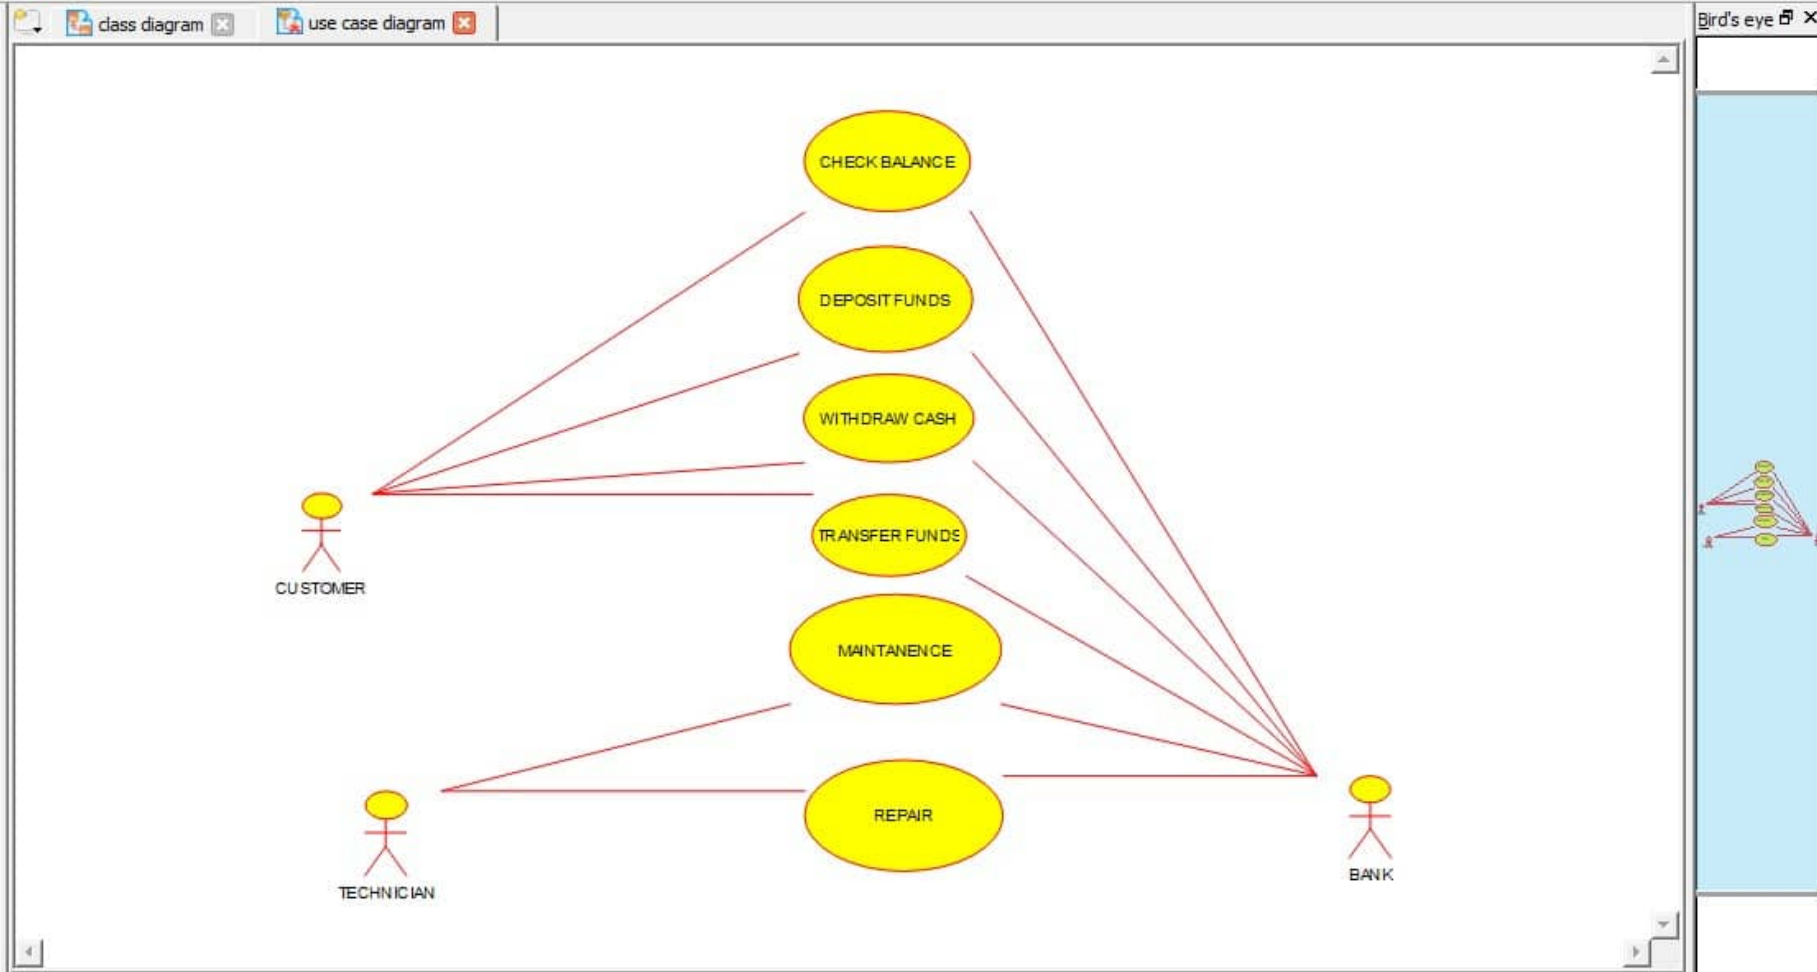 class diagram
use case diagram
Bird's eye
CHECK BALANCE
DEPOSIT FUNDS
WITHDRAW CASH
TRANSFER FUNDS
CUSTOMER
MAINTANENCE
REPAIR
TECHNICIAN
BANK